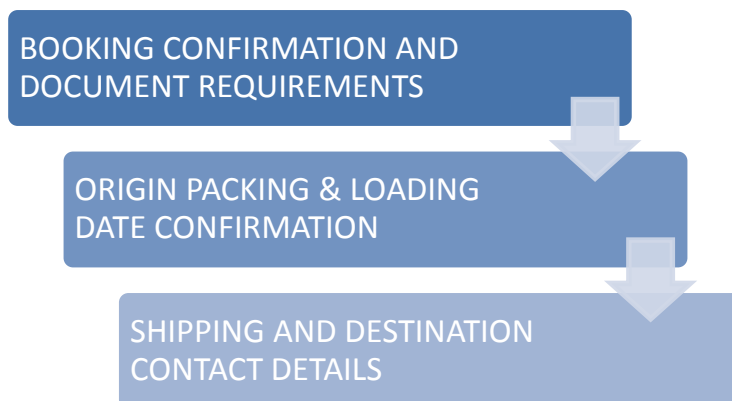 BOOKING CONFIRMATION AND
DOCUMENT REQUIREMENTS
ORIGIN PACKING & LOADING
DATE CONFIRMATION
SHIPPING AND DESTINATION
CONTACT DETAILS